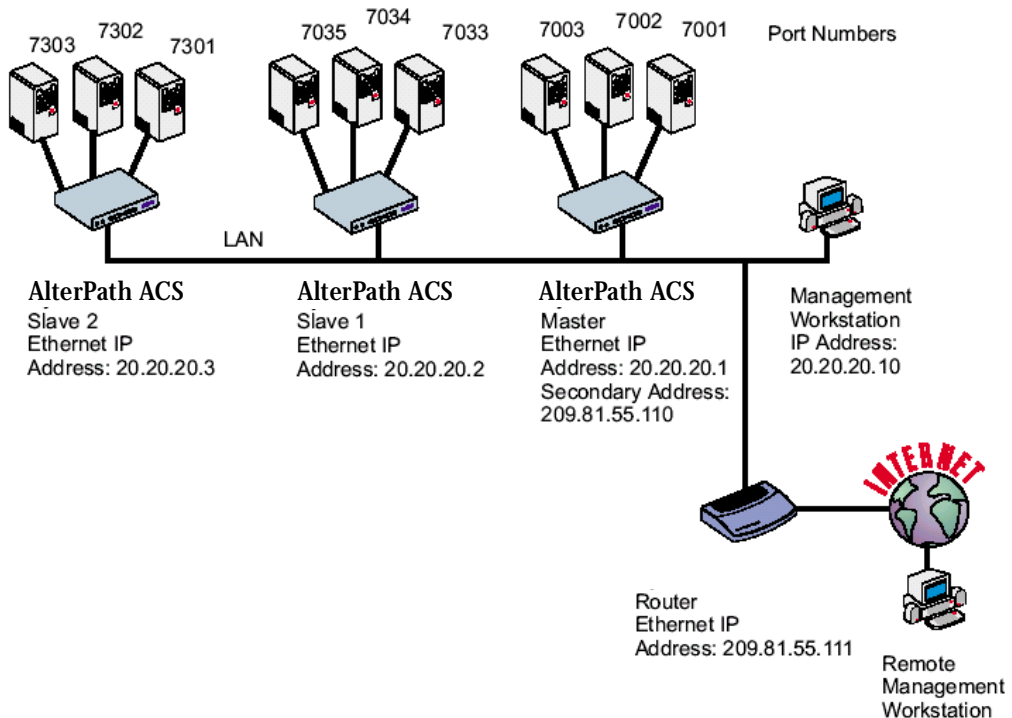 7303
7302
7301
7035
7034
7033
7003
7002
7001
Port Numbers
LAN
AlterPath ACS
Slave 2
Ethernet IP
Address: 20.20.20.3
AlterPath ACS
Slave 1
Ethernet IP
Address: 20.20.20.2
AlterPath ACS
Master
Ethernet IP
Address: 20.20.20.1
Secondary Address:
209.81.55.110
Management
Workstation
IP Address:
20.20.20.10
INTERNET
Router
Ethernet IP
Address: 209.81.55.111
Remote
Management
Workstation